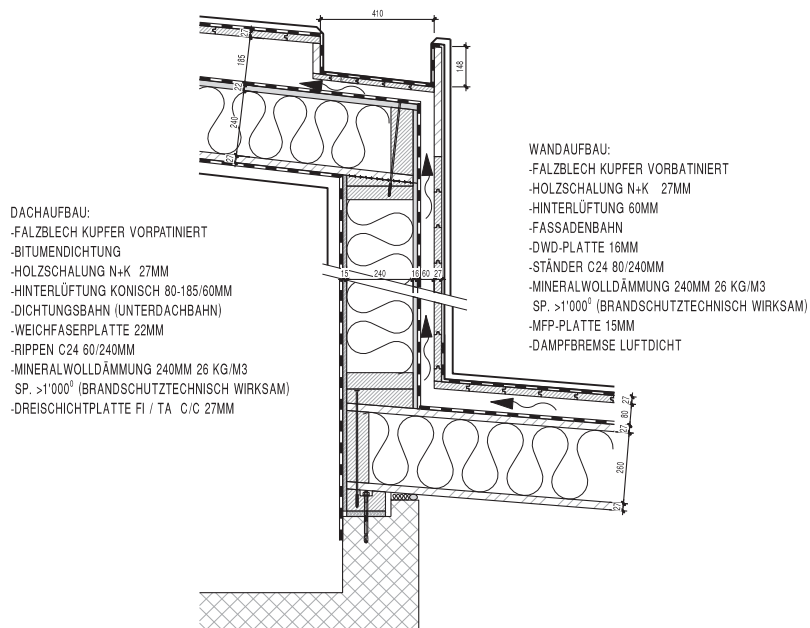 410
27
185
22
240
27
148
DACHAUFBAU:
-FALZBLECH KUPFER VORPATINIERT
-BITUMENDICHTUNG
-HOLZSCHALUNG N+K 27MM
-HINTERLÜFTUNG KONISCH 80-185/60MM
-DICHTUNGSBAHN (UNTERDACHBAHN)
-WEICHFASERPLATTE 22MM
-RIPPEN C24 60/240MM
-MINERALWOLLDÄMMUNG 240MM 26 KG/M3
SP. >1'000⁰ (BRANDSCHUTZTECHNISCH WIRKSAM)
-DREISCHICHTPLATTE FI / TA C/C 27MM
15 240 16 60 27
WANDAUFBAU:
-FALZBLECH KUPFER VORBATINIERT
-HOLZSCHALUNG N+K 27MM
-HINTERLÜFTUNG 60MM
-FASSADENBAHN
-DWD-PLATTE 16MM
-STÄNDER C24 80/240MM
-MINERALWOLLDÄMMUNG 240MM 26 KG/M3
SP. >1'000⁰ (BRANDSCHUTZTECHNISCH WIRKSAM)
-MFP-PLATTE 15MM
-DAMPFBREMSE LUFTDICHT
27
80
27
260
27